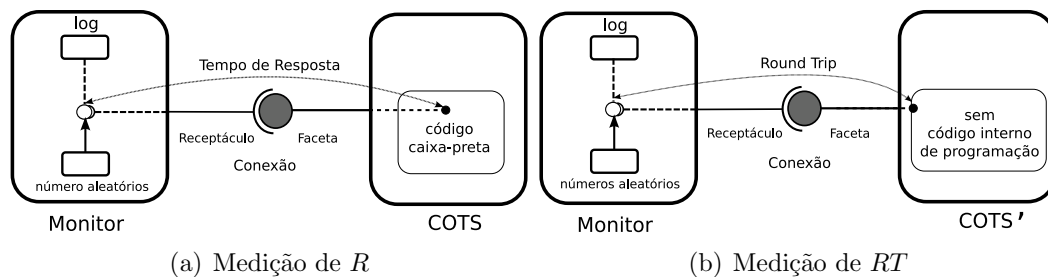 log
Tempo de Resposta
código
caixa-preta
Receptáculo
Faceta
Conexão
número aleatórios
Monitor
COTS
(a) Medição de R
log
Round Trip
sem
código interno
de programação
Receptáculo
Faceta
Conexão
números aleatórios
Monitor
COTS'
(b) Medição de RT